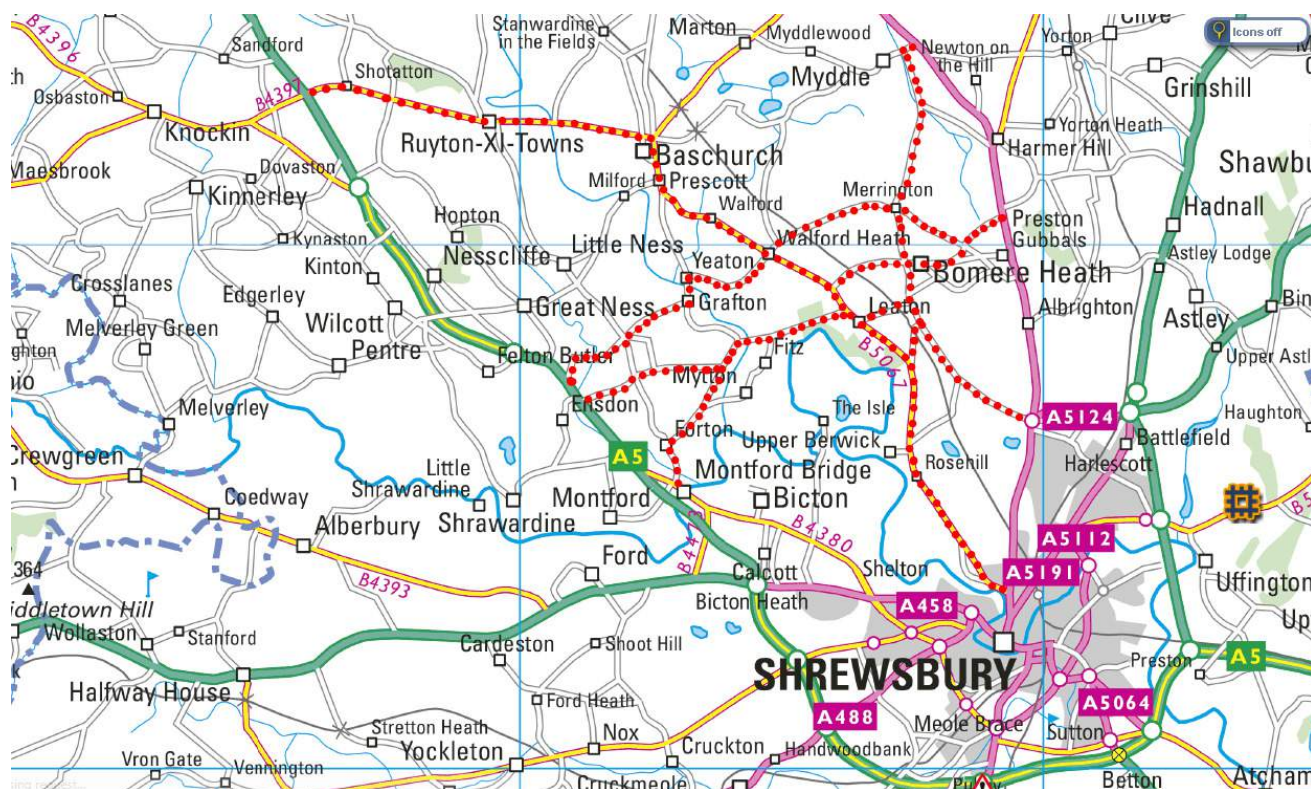 Clive
Icons off
B4396
Sandford
Stanwardine
in the Fields
Marton
Myddlewood
Newton on
the Hill
Yorton
Myddle
Grinshill
Shotatton
Osbaston
B4397
Knockin
Ruyton-XI-Towns
Baschurch
Yorton Heath
Harmer Hill
Maesbrook
Dovaston
Kinnerley
Milford
Prescott
Merrington
Shawbu
Hopton
Walford
Preston
Gubbals
Hadnall
Kynaston
Nesscliffe
Little Ness
Walford Heath
Astley Lodge
Kinton
Yeaton
Bomere Heath
Crosslanes
Edgerley
Great Ness
Grafton
Leaton
Albrighton
Astley
Melverley Green
Wilcott
Pentre
Felton Butler
Fitz
B5067
Upper Astl
Mytton
Melverley
Ensdon
The Isle
A5124
Haughton
Forton
Upper Berwick
Battlefield
Crewgreen
A5
Little
Shrawardine
Montford Bridge
Rosehill
Harlescott
Coedway
Montford
Bicton
Alberbury
Shrawardine
B4473
B4380
A5112
364
Ford
Calcott
Shelton
A5191
B4393
Uffington
iddletown Hill
Bicton Heath
A458
Wollaston
Stanford
Cardeston
Shoot Hill
Preston
A5
Halfway House
SHREWSBURY
Ford Heath
A5064
A488
Meole Brace
Sutton
Stretton Heath
Nox
Yockleton
Cruckton
Handwoodbank
Vron Gate
Vennington
Cruckmeole
Pulley
Betton
Atcham